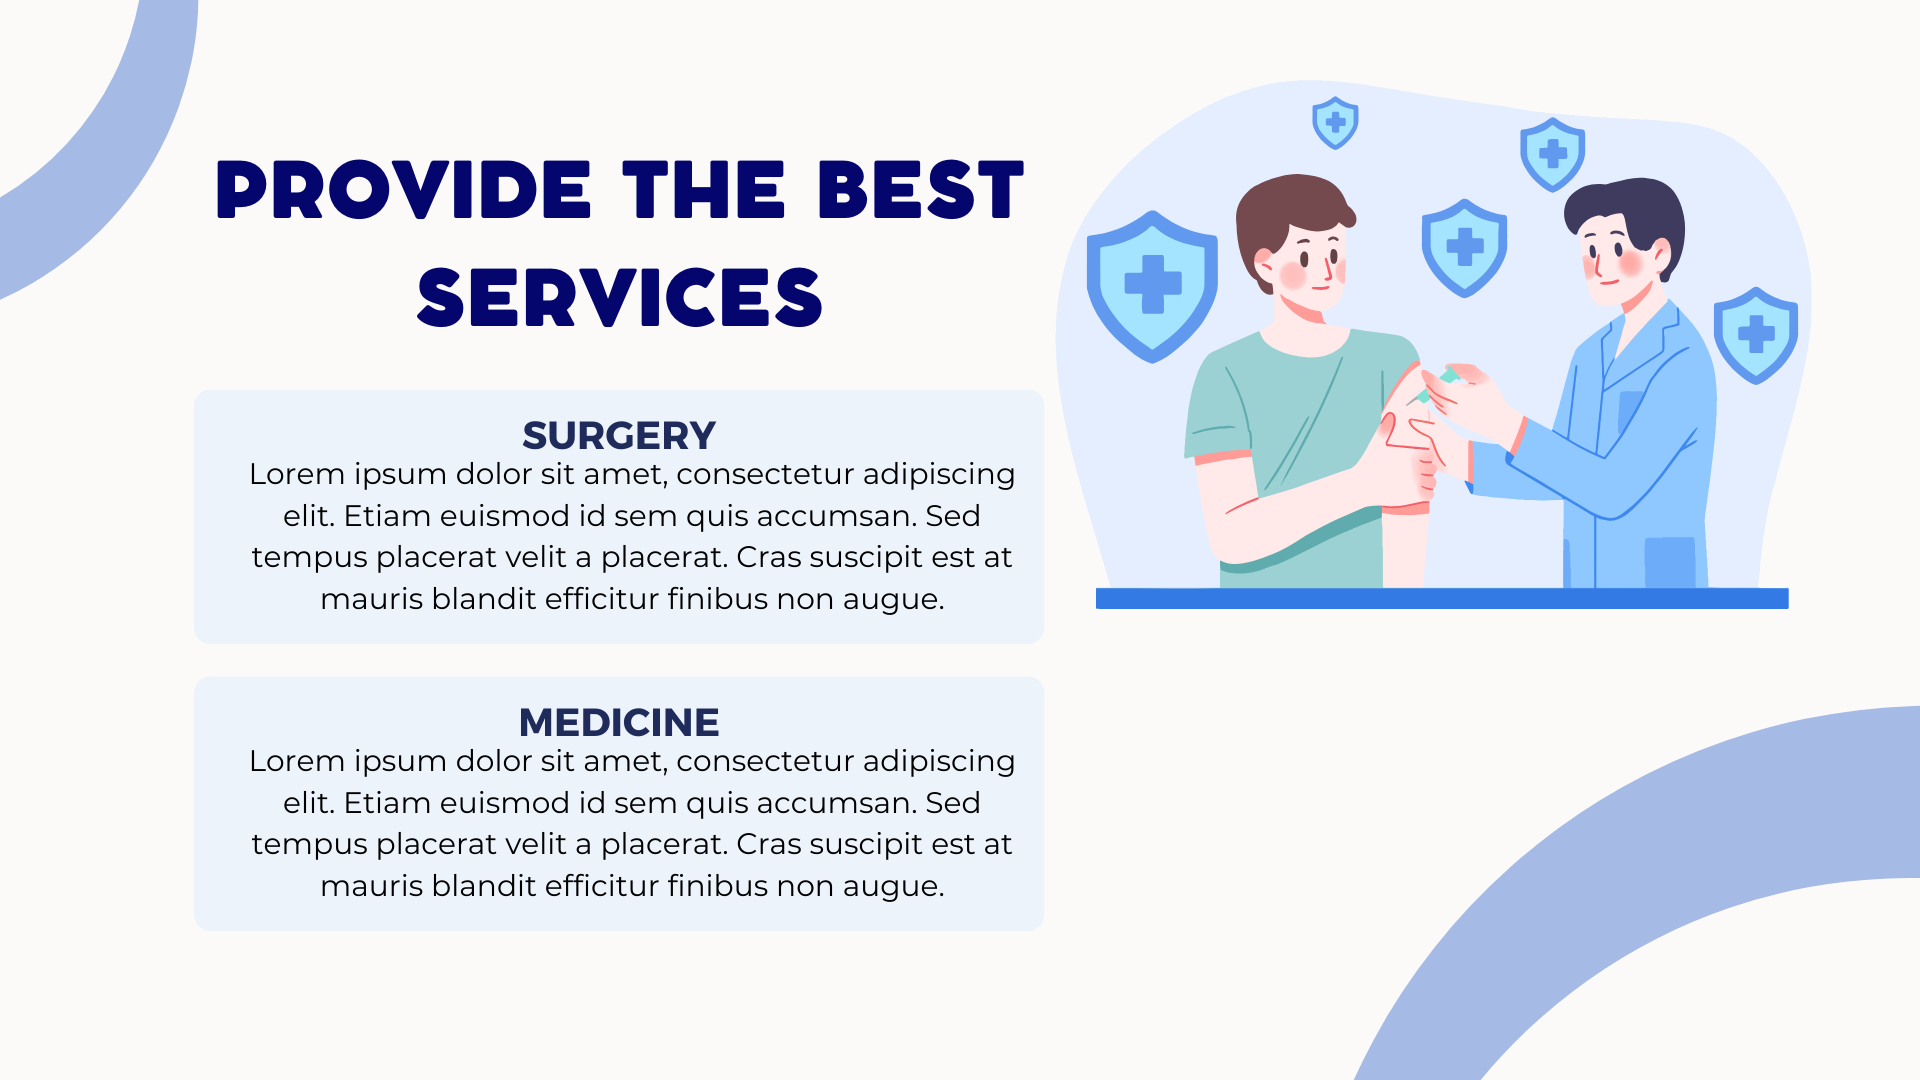 PROVIDE THE BEST
SERVICES
SURGERY
Lorem ipsum dolor sit amet, consectetur adipiscing
elit. Etiam euismod id sem quis accumsan. Sed
tempus placerat velit a placerat. Cras suscipit est at
mauris blandit efficitur finibus non augue.
MEDICINE
Lorem ipsum dolor sit amet, consectetur adipiscing
elit. Etiam euismod id sem quis accumsan. Sed
tempus placerat velit a placerat. Cras suscipit est at
mauris blandit efficitur finibus non augue.